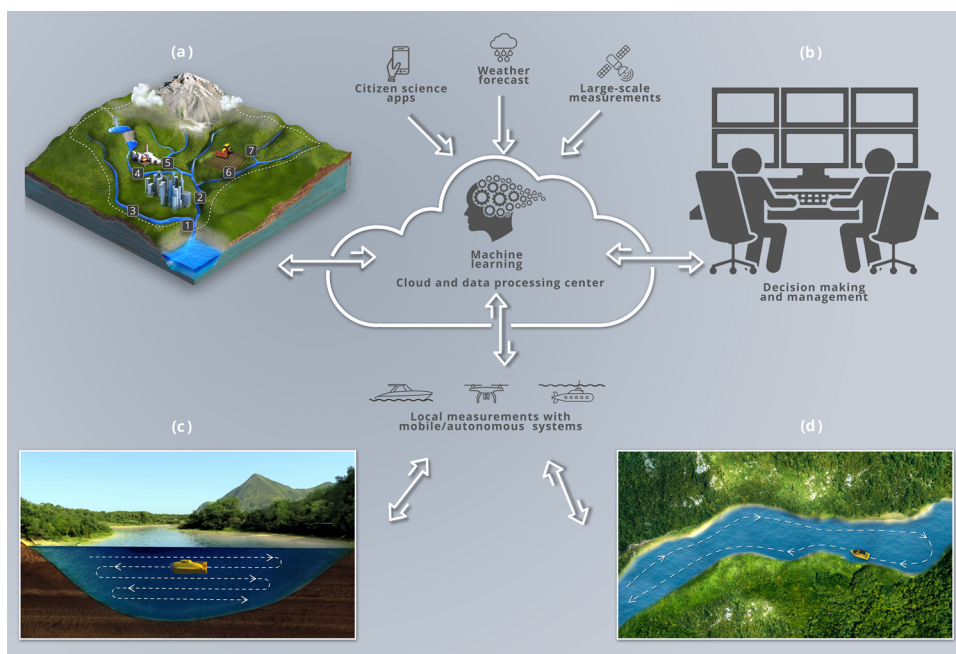 (a)
Citizen science
apps
Weather
forecast
Large-scale
measurements
(b)
7
5
4
6
2
3
1
Machine
learning
Cloud and data processing center
Decision making
and management
Local measurements with
mobile/autonomous systems
(c)
(d)